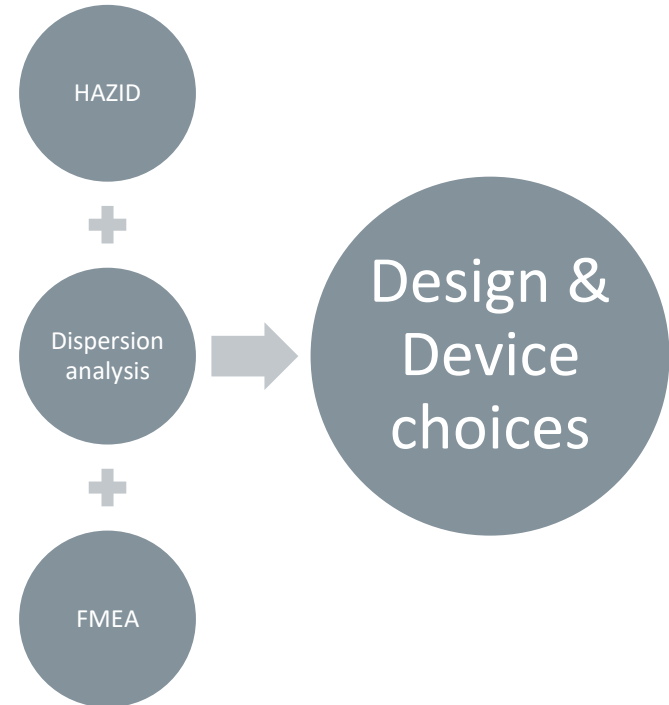 HAZID
Dispersion
analysis
FMEA
Design &
Device
choices